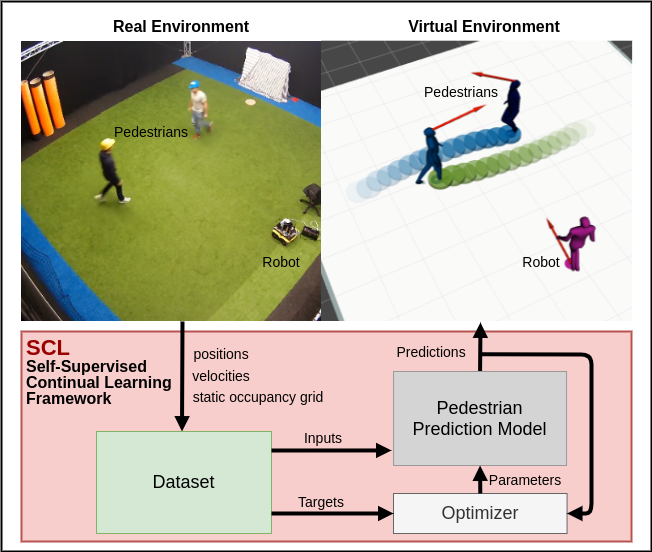 Real Environment
Virtual Environment
Pedestrians
Robot
Pedestrians
Robot
SCL
Self-Supervised
Continual Learning
Framework
positions
velocities
static occupancy grid
Predictions
Pedestrian
Prediction Model
Inputs
Parameters
Dataset
Targets
Optimizer